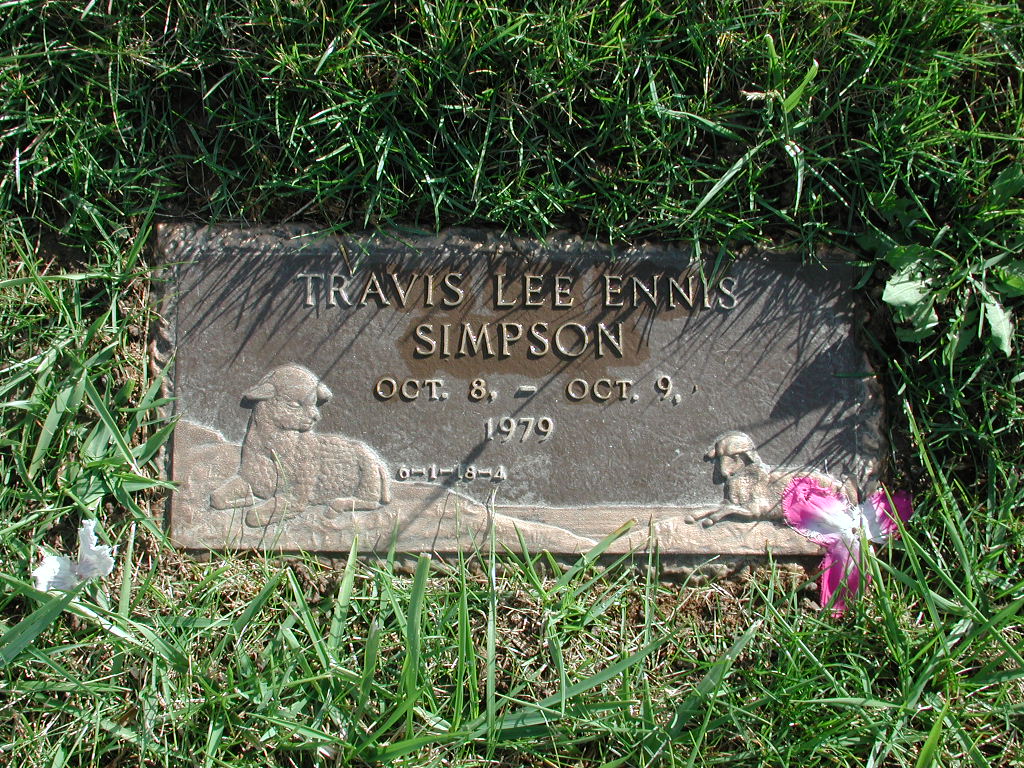 TRAVIS LEE ENNIS
SIMPSON
OCT. 8, – OCT. 9,
1979
6-1-18-4